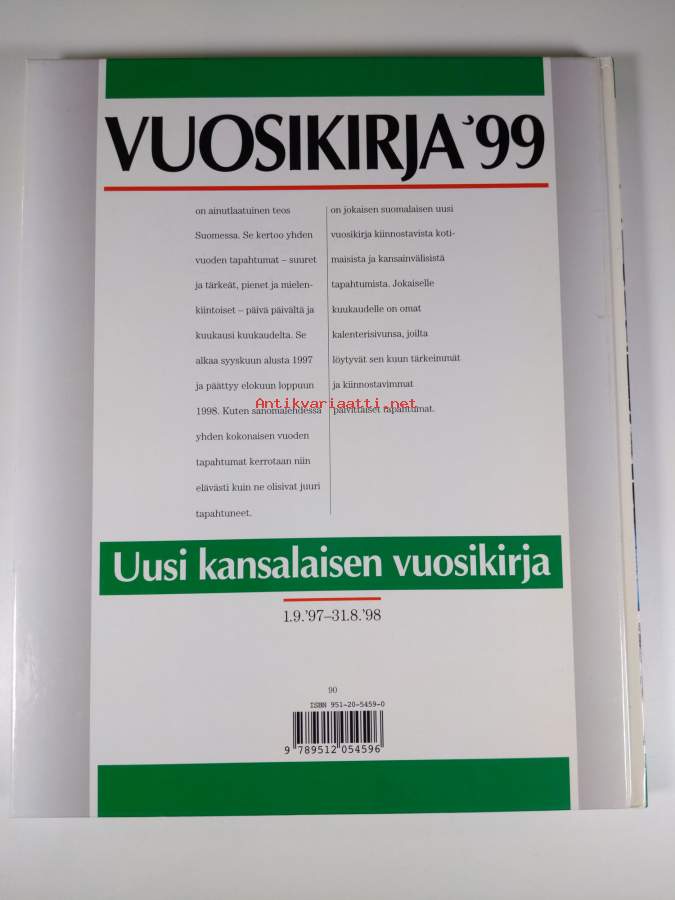 VUOSIKIRJA '99
on ainutlaatuinen teos
Suomessa. Se kertoo yhden
vuoden tapahtumat – suuret
ja tärkeät, pienet ja mielen-
kiintoiset – päivä päivältä ja
kuukausi kuukaudelta. Se
alkaa syyskuun alusta 1997
ja päättyy elokuun loppuun
1998. Kuten sanomalehdessä
yhden kokonaisen vuoden
tapahtumat kerrotaan niin
elävästi kuin ne olisivat juuri
tapahtuneet.
on jokaisen suomalaisen uusi
vuosikirja kiinnostavista koti-
maisista ja kansainvälisistä
tapahtumista. Jokaiselle
kuukaudelle on omat
kalenterisivunsa, joilta
löytyvät sen kuun tärkeimmät
ja kiinnostavimmat
päivittäiset tapahtumat.
Antikvariaatti.net
Uusi kansalaisen vuosikirja
1.9.'97–31.8.'98
90
ISBN 951-20-5459-0
9 789512 054596